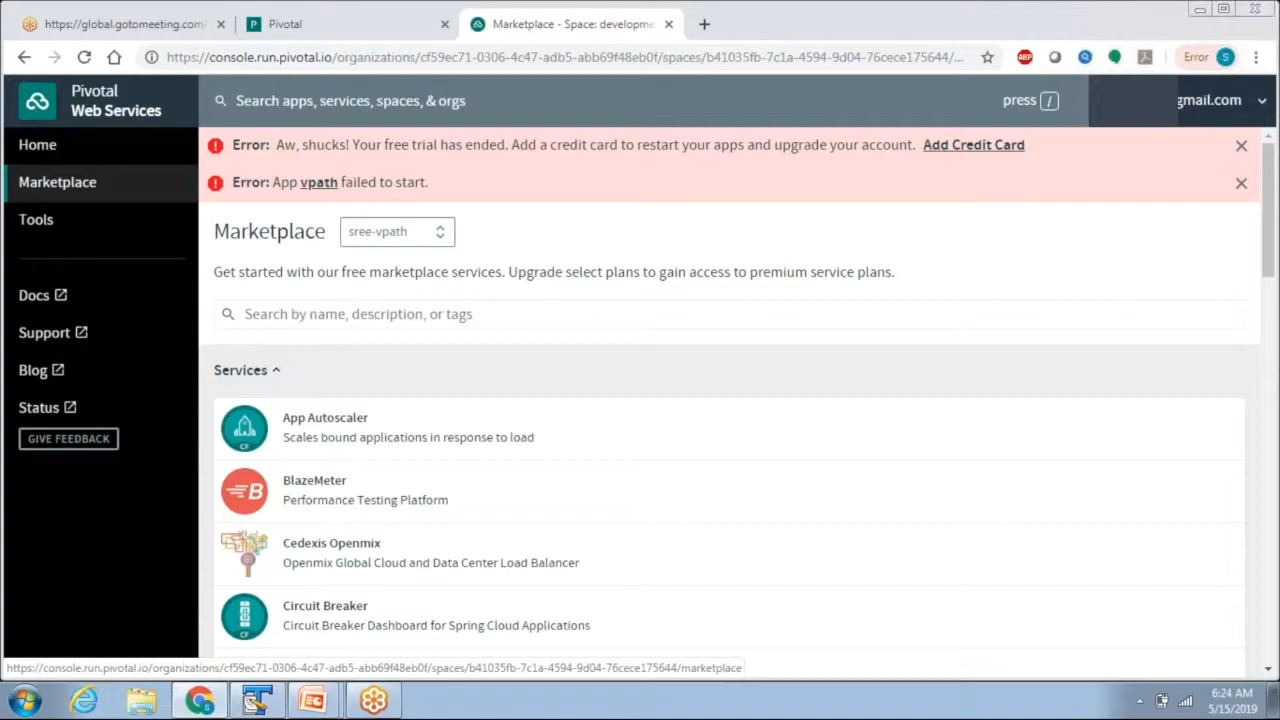 https://global.gotomeeting.com/
Pivotal
Marketplace - Space: developme
https://console.run.pivotal.io/organizations/cf59ec71-0306-4c47-adb5-abb69f48eb0f/spaces/b41035fb-7c1a-4594-9d04-76cece175644/...
ABP
Error S
Pivotal
Web Services
Search apps, services, spaces, & orgs
press /
gmail.com
Home
Marketplace
Tools
Docs
Support
Blog
Status
GIVE FEEDBACK
Error: Aw, shucks! Your free trial has ended. Add a credit card to restart your apps and upgrade your account. Add Credit Card
Error: App vpath failed to start.
Marketplace
sree-vpath
Get started with our free marketplace services. Upgrade select plans to gain access to premium service plans.
Search by name, description, or tags
Services
App Autoscaler
Scales bound applications in response to load
BlazeMeter
Performance Testing Platform
Cedexis Openmix
Openmix Global Cloud and Data Center Load Balancer
Circuit Breaker
Circuit Breaker Dashboard for Spring Cloud Applications
https://console.run.pivotal.io/organizations/cf59ec71-0306-4c47-adb5-abb69f48eb0f/spaces/b41035fb-7c1a-4594-9d04-76cece175644/marketplace
6:24 AM
5/15/2019